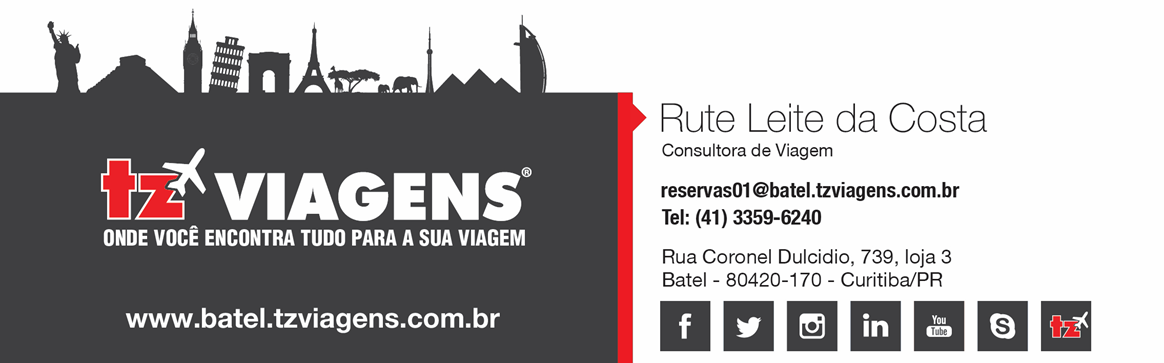 tz VIAGENS®
ONDE VOCÊ ENCONTRA TUDO PARA A SUA VIAGEM
www.batel.tzviagens.com.br
Rute Leite da Costa
Consultora de Viagem
reservas01@batel.tzviagens.com.br
Tel: (41) 3359-6240
Rua Coronel Dulcidio, 739, loja 3
Batel - 80420-170 - Curitiba/PR
f in You Tube S tz